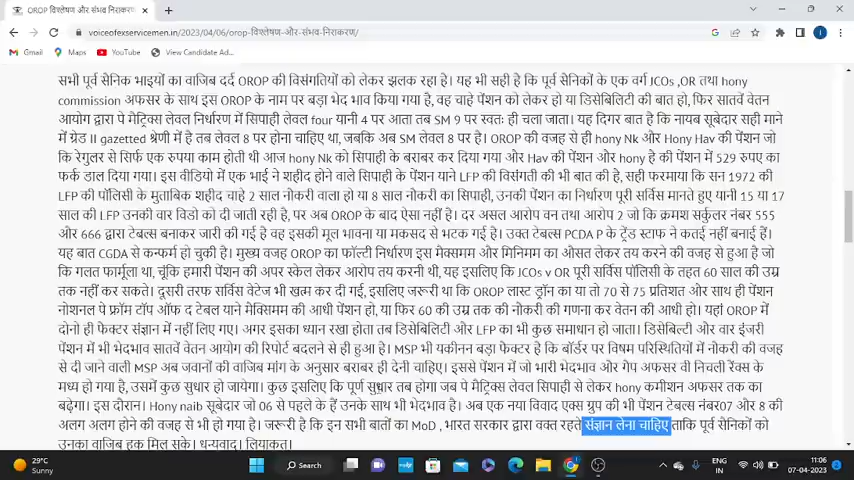 OROP विश्लेषण और संभव निराकरण
voiceofexservicemen.in/2023/04/06/orop-विश्लेषण-और-संभव-निराकरण/
Gmail Maps YouTube View Candidate Ad...
सभी पूर्व सैनिक भाइयों का वाजिब दर्द OROP की विसंगतियों को लेकर झलक रहा है। यह भी सही है कि पूर्व सैनिकों के एक वर्ग JCOs ,OR तथा hony
commission अफसर के साथ इस OROP के नाम पर बड़ा भेद भाव किया गया है, वह चाहे पेंशन को लेकर हो या डिसेबिलिटी की बात हो, फिर सातवें वेतन
आयोग द्वारा पे मैट्रिक्स लेवल निर्धारण में सिपाही लेवल four यानी 4 पर आता तब SM 9 पर स्वतः ही चला जाता। यह दिगर बात है कि नायब सूबेदार सही माने
में ग्रेड II gazetted श्रेणी में है तब लेवल 8 पर होना चाहिए था, जबकि अब SM लेवल 8 पर है। OROP की वजह से ही hony Nk और Hony Hav की पेंशन जो
कि रेगुलर से सिर्फ एक रुपया काम होती थी आज hony Nk को सिपाही के बराबर कर दिया गया और Hav की पेंशन और hony हे की पेंशन में 529 रुपए का
फर्क डाल दिया गया। इस वीडियो में एक भाई ने शहीद होने वाले सिपाही के पेंशन याने LFP की विसंगती की भी बात की है, सही फरमाया कि सन 1972 की
LFP की पॉलिसी के मुताबिक शहीद चाहे 2 साल नोकरी वाला हो या 8 साल नोकरी का सिपाही, उनकी पेंशन का निर्धारण पूरी सर्विस मानते हुए यानी 15 या 17
साल की LFP उनकी वार विडो को दी जाती रही है, पर अब OROP के बाद ऐसा नहीं है। दर असल आरोप वन तथा आरोप 2 जो कि क्रमश सर्कुलर नंबर 555
और 666 द्वारा टेबल्स बनाकर जारी की गई है वह इसकी मूल भावना या मकसद से भटक गई है। उक्त टेबल्स PCDA P के ट्रेंड स्टाफ ने कतई नहीं बनाई हैं।
यह बात CGDA से कन्फर्म हो चुकी है। मुख्य वजह OROP का फॉल्टी निर्धारण इस मैक्समम और मिनिमम का औसत लेकर तय करने की वजह से हुआ है जो
कि गलत फार्मूला था, चूंकि हमारी पेंशन की अपर स्केल लेकर आरोप तय करनी थी, यह इसलिए कि JCOs v OR पूरी सर्विस पॉलिसी के तहत 60 साल की उम्र
तक नहीं कर सकते। दूसरी तरफ सर्विस वेटेज भी खत्म कर दी गई, इसलिए जरूरी था कि OROP लास्ट ड्रॉन का या तो 70 से 75 प्रतिशत और साथ ही पेंशन
नोशनल पे फ्रॉम टॉप ऑफ द टेबल याने मेक्सिमम की आधी पेंशन हो, या फिर 60 की उम्र तक की नोकरी की गणना कर वेतन की आधी हो। यहां OROP में
दोनो ही फैक्टर संज्ञान में नहीं लिए गए। अगर इसका ध्यान रखा होता तब डिसेबिलिटी और LFP का भी कुछ समाधान हो जाता। डिसेबिल्टी और वार इंजरी
पेंशन में भी भेदभाव सातवें वेतन आयोग की रिपोर्ट बदलने से ही हुआ है। MSP भी यकीनन बड़ा फेक्टर है कि बॉर्डर पर विषम परिस्थितियों में नोकरी की वजह
से दी जाने वाली MSP अब जवानों की वाजिब मांग के अनुसार बराबर ही देनी चाहिए। इससे पेंशन में जो भारी भेदभाव और गेप अफसर वी निचली रैंक्स के
मध्य हो गया है, उसमें कुछ सुधार हो जायेगा। कुछ इसलिए कि पूर्ण सुधार तब होगा जब पे मैट्रिक्स लेवल सिपाही से लेकर hony कमीशन अफसर तक का
बढ़ेगा। इस दौरान। Hony naib सूबेदार जो 06 से पहले के हैं उनके साथ भी भेदभाव है। अब एक नया विवाद एक्स ग्रुप की भी पेंशन टेबल्स नंबर07 और 8 की
अलग अलग होने की वजह से भी हो गया है। जरूरी है कि इन सभी बातों का MoD , भारत सरकार द्वारा वक्त रहते संज्ञान लेना चाहिए ताकि पूर्व सैनिकों को
उनका वाजिब हक मिल सके। धन्यवाद। लियाकत।
29°C
Sunny
Search
ENG
IN
11:06
07-04-2023